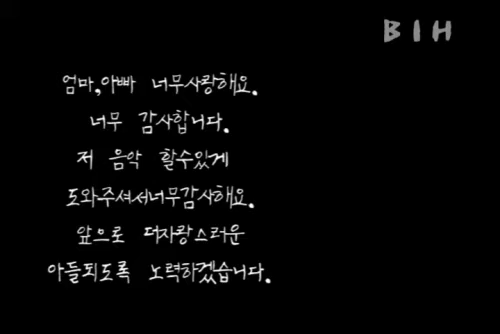 BIH
엄마,아빠 너무사랑해요.
너무 감사합니다.
저 음악 할수있게
도와주셔서너무감사해요.
앞으로 더자랑스러운
아들되도록 노력하겠습니다.